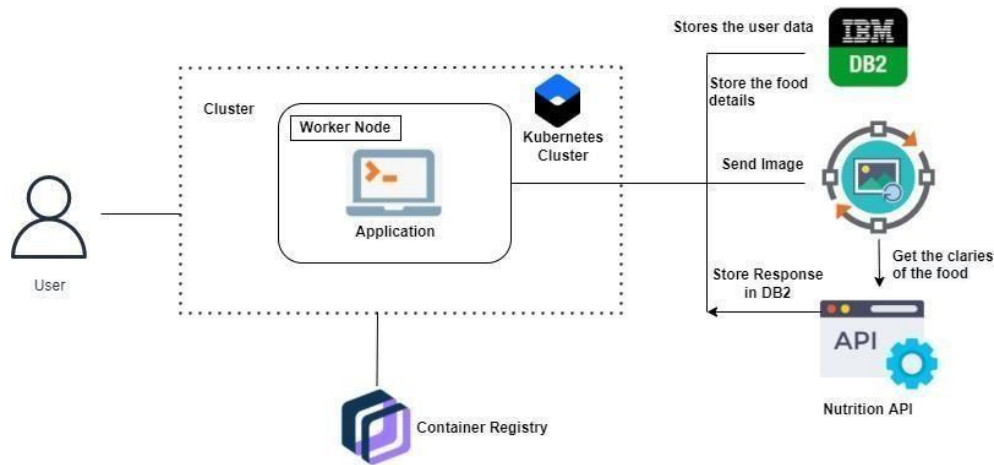 Stores the user data
IBM
DB2
Store the food
details
Cluster
Worker Node
Kubernetes
Cluster
Send Image
Application
User
Get the claries
of the food
Store Response
in DB2
API
Nutrition API
Container Registry